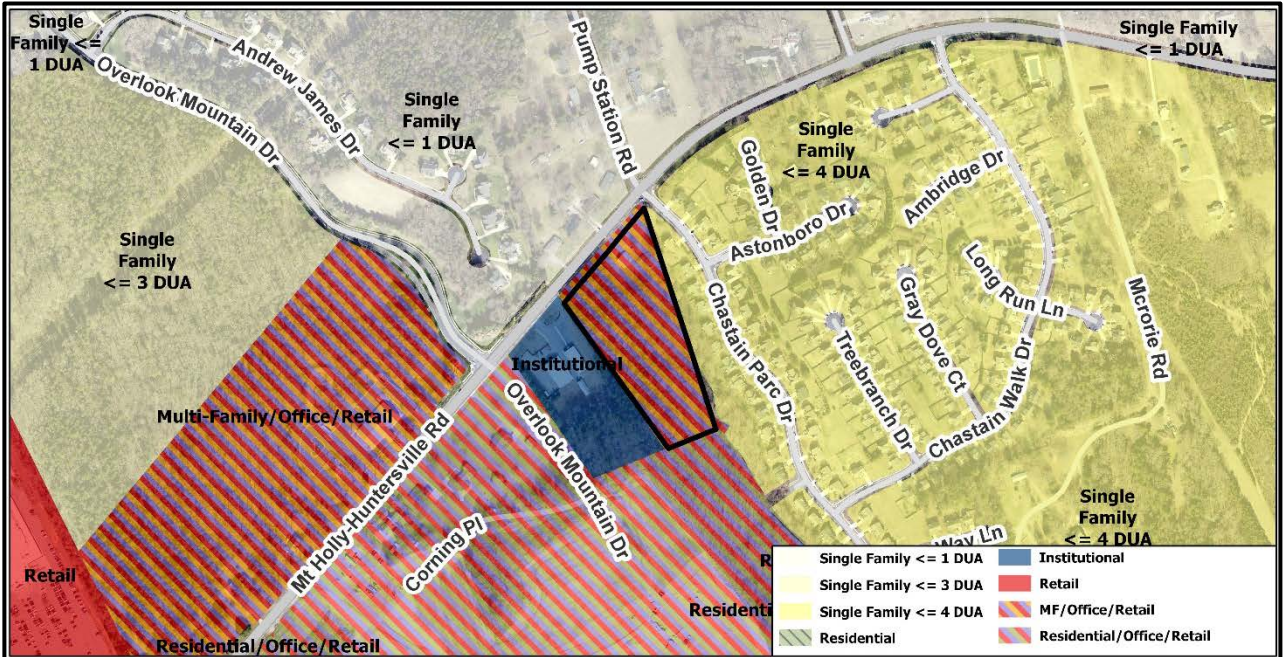 Single
Family <=
1 DUA
Overlook Mountain Dr
Andrew James Dr
Single
Family
<= 1 DUA
Pump Station Rd
Single Family
<= 1 DUA
Single
Family
<= 4 DUA
Golden Dr
Astonboro Dr
Ambridge Dr
Long Run Ln
Mcrorie Rd
Single
Family
<= 3 DUA
Chastain Parc Dr
Gray Dove Ct
Treebranch Dr
Chastain Walk Dr
Institutional
Overlook Mountain Dr
Multi-Family/Office/Retail
Mt Holly-Huntersville Rd
Corning Pl
Single
Family
<= 4 DUA
Way Ln
Retail
R
Residenti
Residential/Office/Retail
Single Family <= 1 DUA
Single Family <= 3 DUA
Single Family <= 4 DUA
Residential
Institutional
Retail
MF/Office/Retail
Residential/Office/Retail